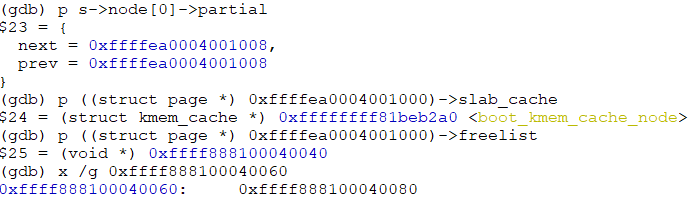 (gdb) p s->node[0]->partial
$23 = {
  next = 0xffffea0004001008,
  prev = 0xffffea0004001008
}
(gdb) p ((struct page *) 0xffffea0004001000)->slab_cache
$24 = (struct kmem_cache *) 0xffffffff81beb2a0 <boot_kmem_cache_node>
(gdb) p ((struct page *) 0xffffea0004001000)->freelist
$25 = (void *) 0xffff888100040040
(gdb) x /g 0xffff888100040060
0xffff888100040060:     0xffff888100040080